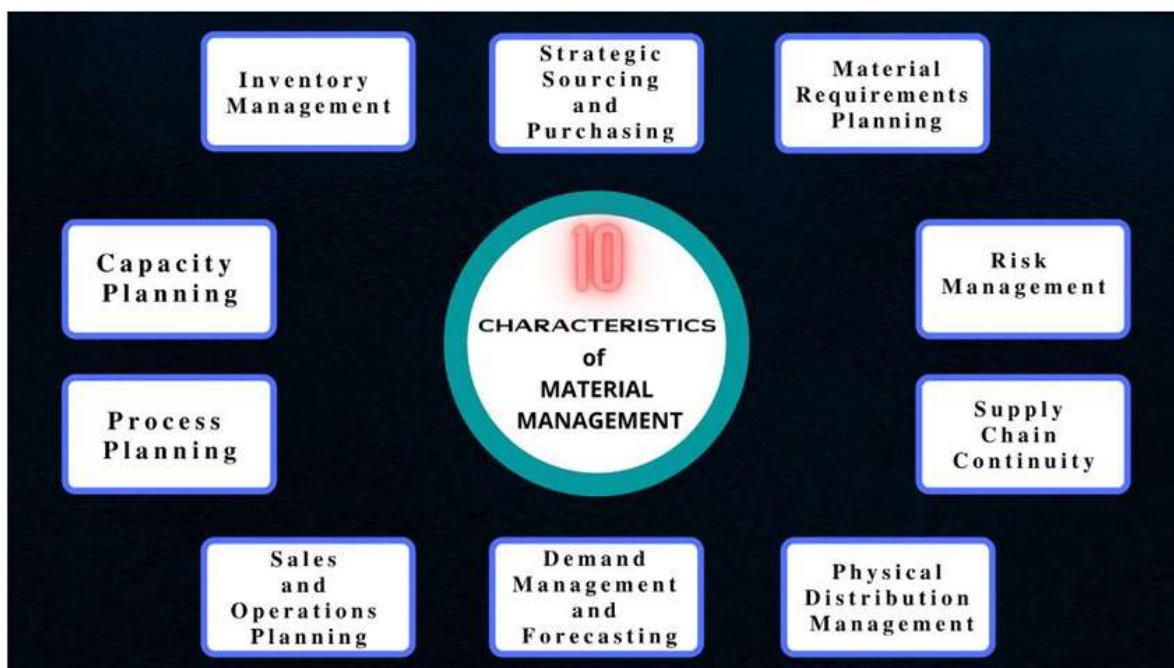 Inventory
Management
Strategic
Sourcing
and
Purchasing
Material
Requirements
Planning
Capacity
Planning
10
CHARACTERISTICS
of
MATERIAL
MANAGEMENT
Risk
Management
Process
Planning
Supply
Chain
Continuity
Sales
and
Operations
Planning
Demand
Management
and
Forecasting
Physical
Distribution
Management